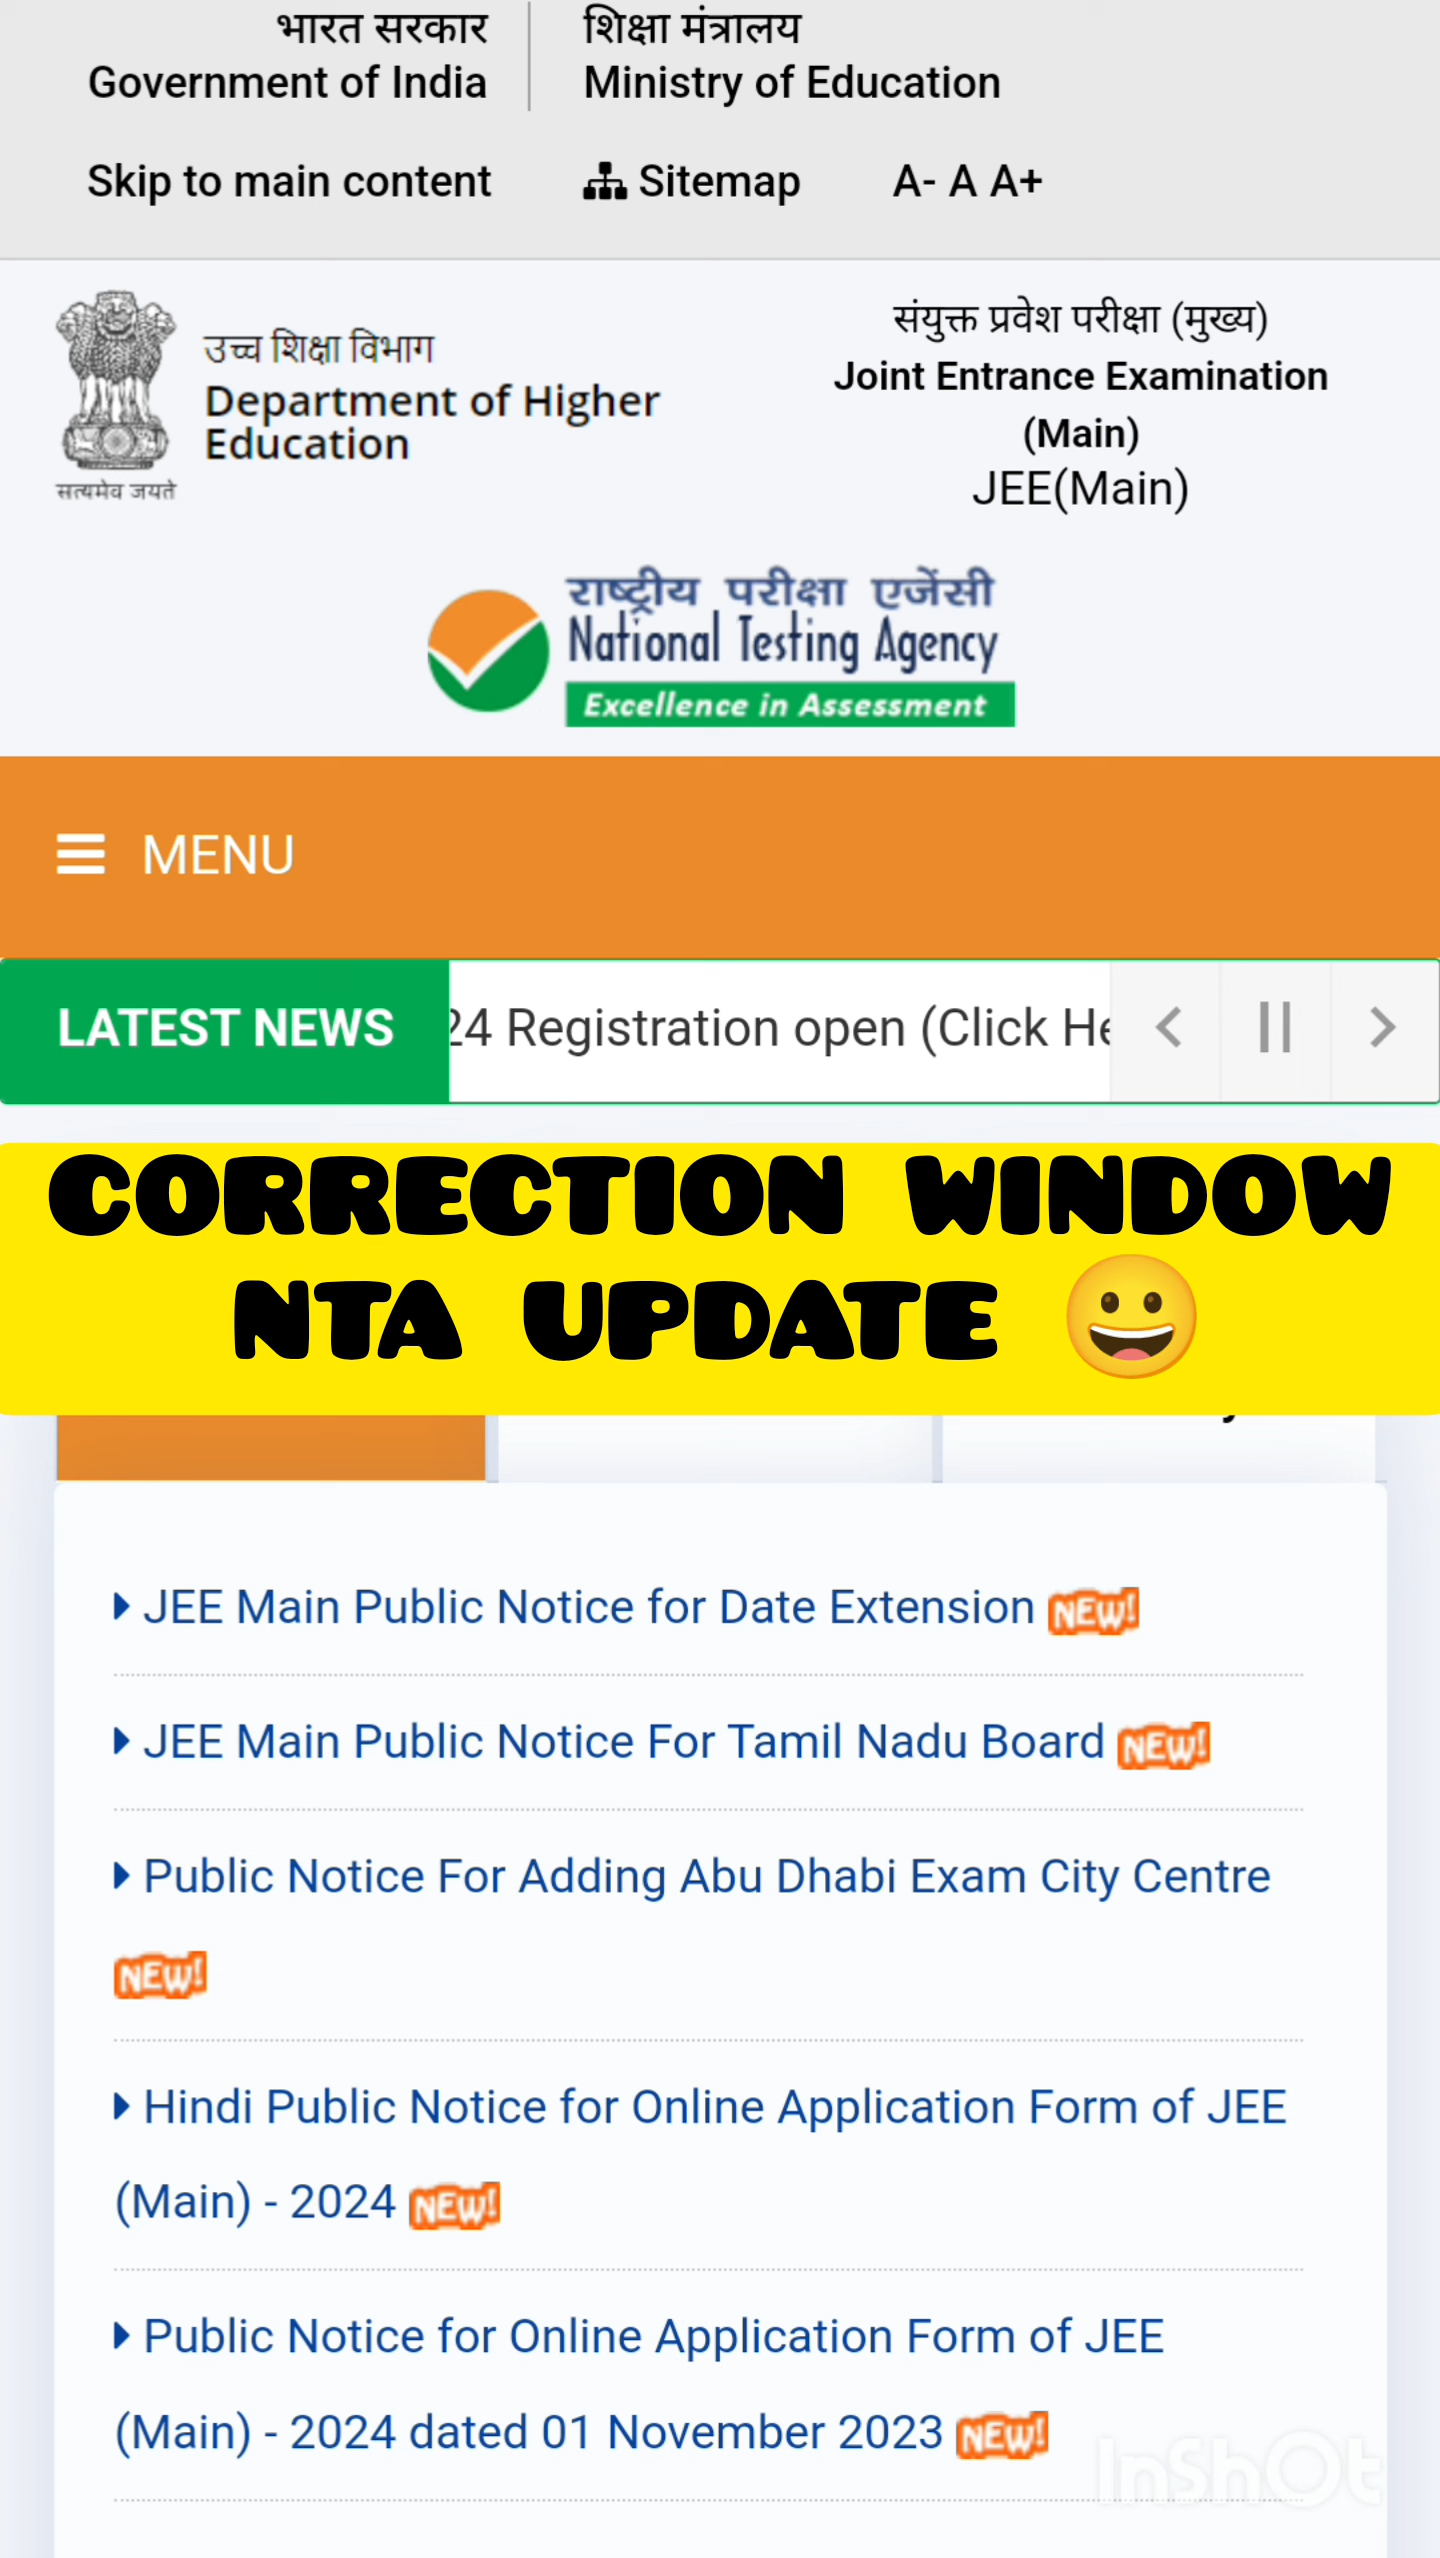 भारत सरकार
Government of India
शिक्षा मंत्रालय
Ministry of Education
Skip to main content
Sitemap
A- A A+
सत्यमेव जयते
उच्च शिक्षा विभाग
Department of Higher
Education
संयुक्त प्रवेश परीक्षा (मुख्य)
Joint Entrance Examination
(Main)
JEE(Main)
राष्ट्रीय परीक्षा एजेंसी
National Testing Agency
Excellence in Assessment
MENU
LATEST NEWS
24 Registration open (Click He
CORRECTION WINDOW
NTA UPDATE 😀
JEE Main Public Notice for Date Extension NEW!
JEE Main Public Notice For Tamil Nadu Board NEW!
Public Notice For Adding Abu Dhabi Exam City Centre
NEW!
Hindi Public Notice for Online Application Form of JEE
(Main) - 2024 NEW!
Public Notice for Online Application Form of JEE
(Main) - 2024 dated 01 November 2023 NEW!
InShOt